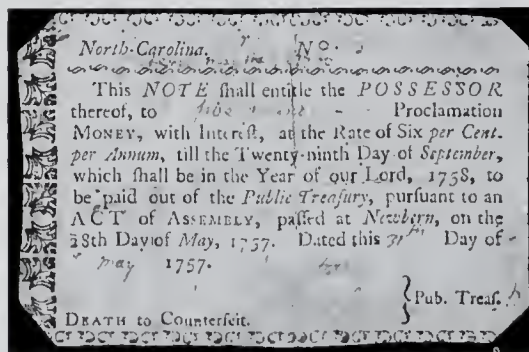 North-Carolina. No.
This NOTE ſhall entitle the POSSESSOR
thereof, to Proclamation
MONEY, with Intereſt, at the Rate of Six per Cent.
per Annum, till the Twenty-ninth Day of September,
which ſhall be in the Year of our Lord, 1758, to
be paid out of the Public Treaſury, purſuant to an
ACT of ASSEMBLY, paſſed at Newbern, on the
28th Day of May, 1757. Dated this 31st Day of
may 1757.
Pub. Treaſ.
DEATH to Counterfeit.